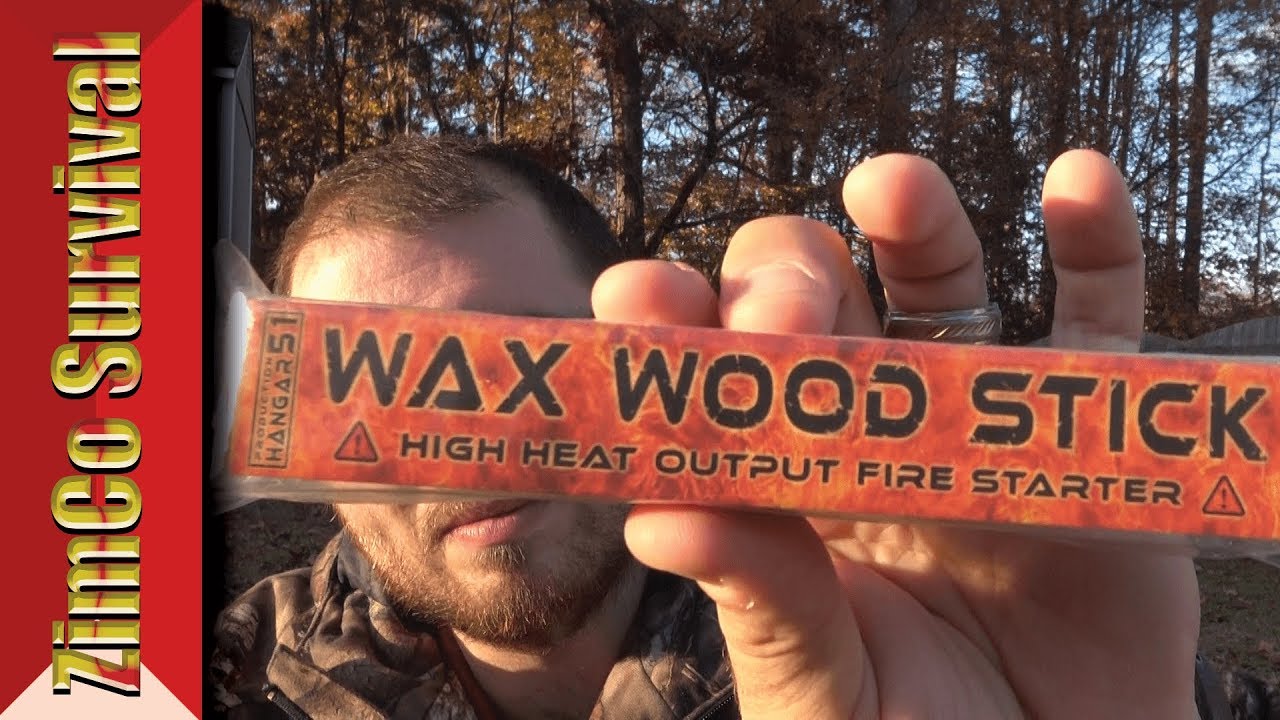 ZimCo Survival
PRODUCTION
HANGAR 51
WAX WOOD STICK
HIGH HEAT OUTPUT FIRE STARTER